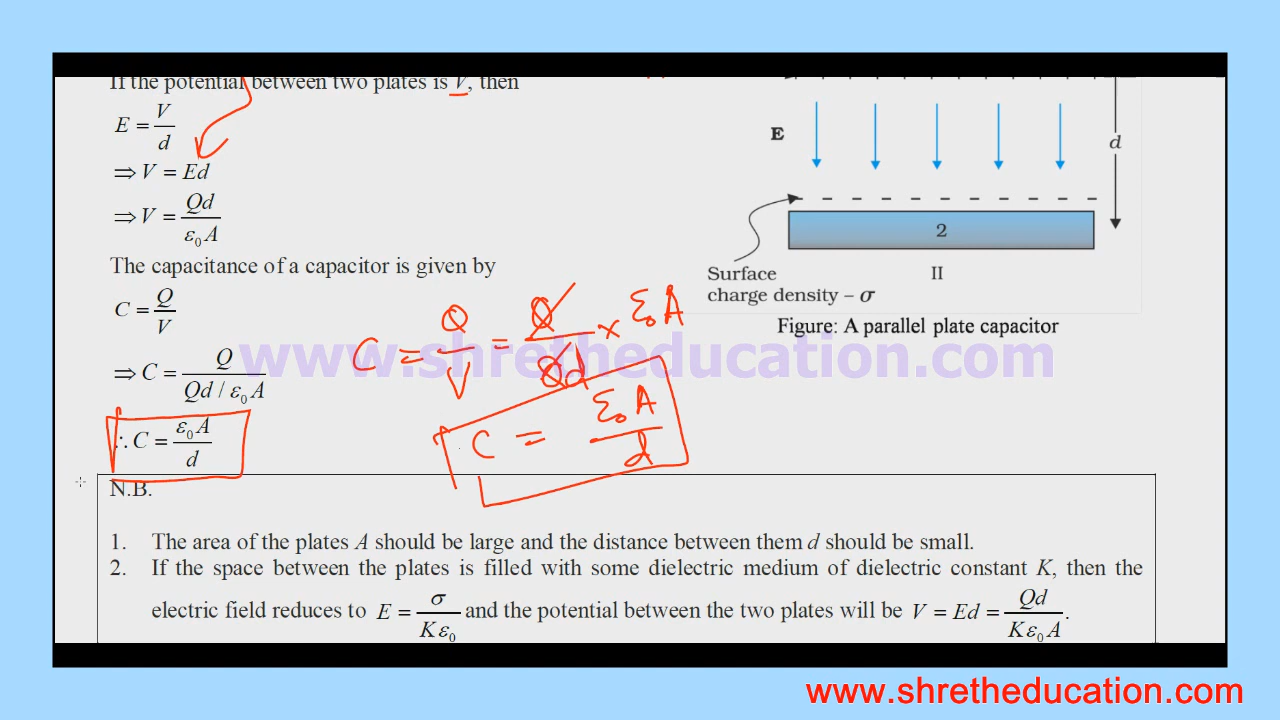 If the potential between two plates is V, then
E = V/d
⇒ V = Ed
⇒ V = Qd/ε₀A
The capacitance of a capacitor is given by
C = Q/V
⇒ C = Q/(Qd / ε₀A)
∴ C = ε₀A/d
C = Q/V = Q/Qd × ε₀A
C = ε₀A/d
E
d
2
II
Surface
charge density – σ
Figure: A parallel plate capacitor
www.shretheducation.com
N.B.
1. The area of the plates A should be large and the distance between them d should be small.
2. If the space between the plates is filled with some dielectric medium of dielectric constant K, then the
electric field reduces to E = σ/Kε₀ and the potential between the two plates will be V = Ed = Qd/Kε₀A.
www.shretheducation.com